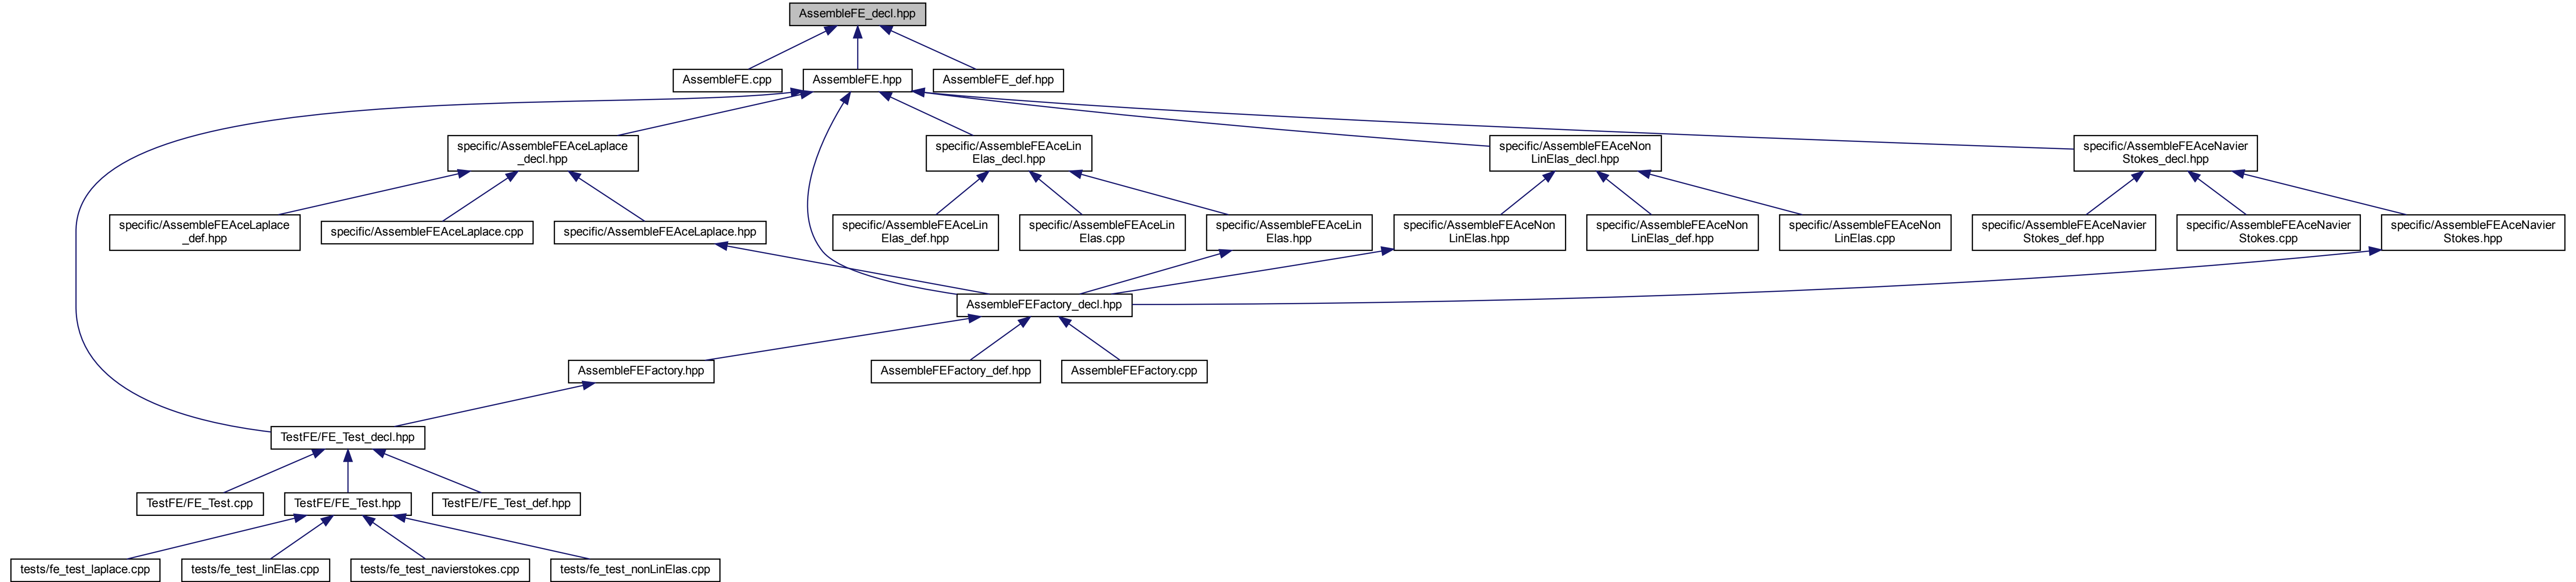 AssembleFE_decl.hpp
AssembleFE.cpp
AssembleFE.hpp
AssembleFE_def.hpp
specific/AssembleFEAceLaplace
_decl.hpp
specific/AssembleFEAceLin
Elas_decl.hpp
specific/AssembleFEAceNon
LinElas_decl.hpp
specific/AssembleFEAceNavier
Stokes_decl.hpp
specific/AssembleFEAceLaplace
_def.hpp
specific/AssembleFEAceLaplace.cpp
specific/AssembleFEAceLaplace.hpp
specific/AssembleFEAceLin
Elas_def.hpp
specific/AssembleFEAceLin
Elas.cpp
specific/AssembleFEAceLin
Elas.hpp
specific/AssembleFEAceNon
LinElas.hpp
specific/AssembleFEAceNon
LinElas_def.hpp
specific/AssembleFEAceNon
LinElas.cpp
specific/AssembleFEAceNavier
Stokes_def.hpp
specific/AssembleFEAceNavier
Stokes.cpp
specific/AssembleFEAceNavier
Stokes.hpp
AssembleFEFactory_decl.hpp
AssembleFEFactory.hpp
AssembleFEFactory_def.hpp
AssembleFEFactory.cpp
TestFE/FE_Test_decl.hpp
TestFE/FE_Test.cpp
TestFE/FE_Test.hpp
TestFE/FE_Test_def.hpp
tests/fe_test_laplace.cpp
tests/fe_test_linElas.cpp
tests/fe_test_navierstokes.cpp
tests/fe_test_nonLinElas.cpp